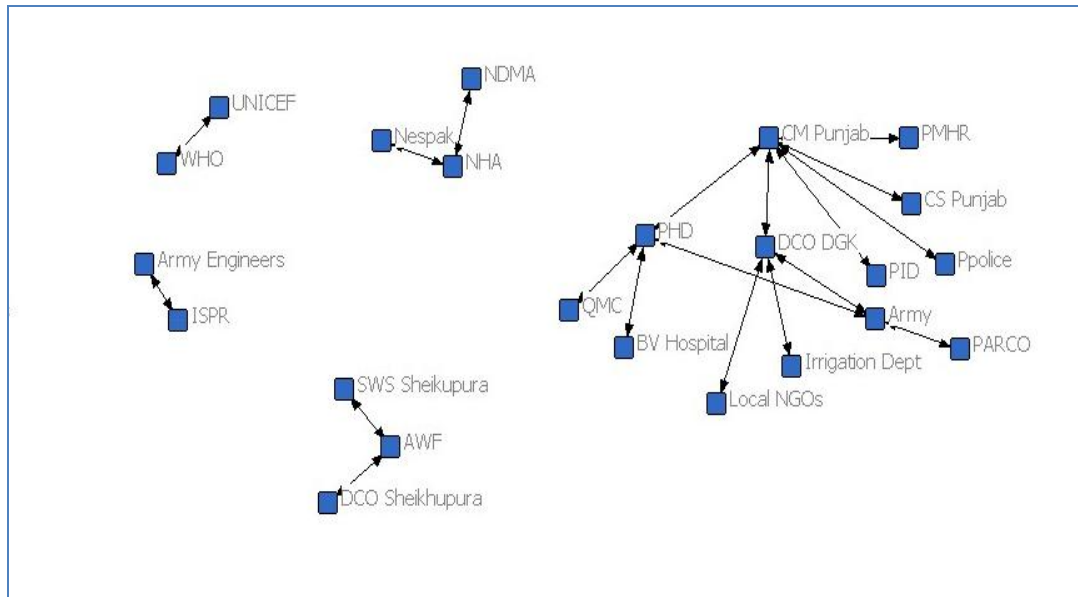 NDMA
UNICEF
Nespak
CM Punjab
PMHR
WHO
NHA
CS Punjab
PHD
DCO DGK
Army Engineers
PID
Ppolice
QMC
ISPR
Army
BV Hospital
PARCO
Irrigation Dept
SWS Sheikupura
Local NGOs
AWF
DCO Sheikhupura